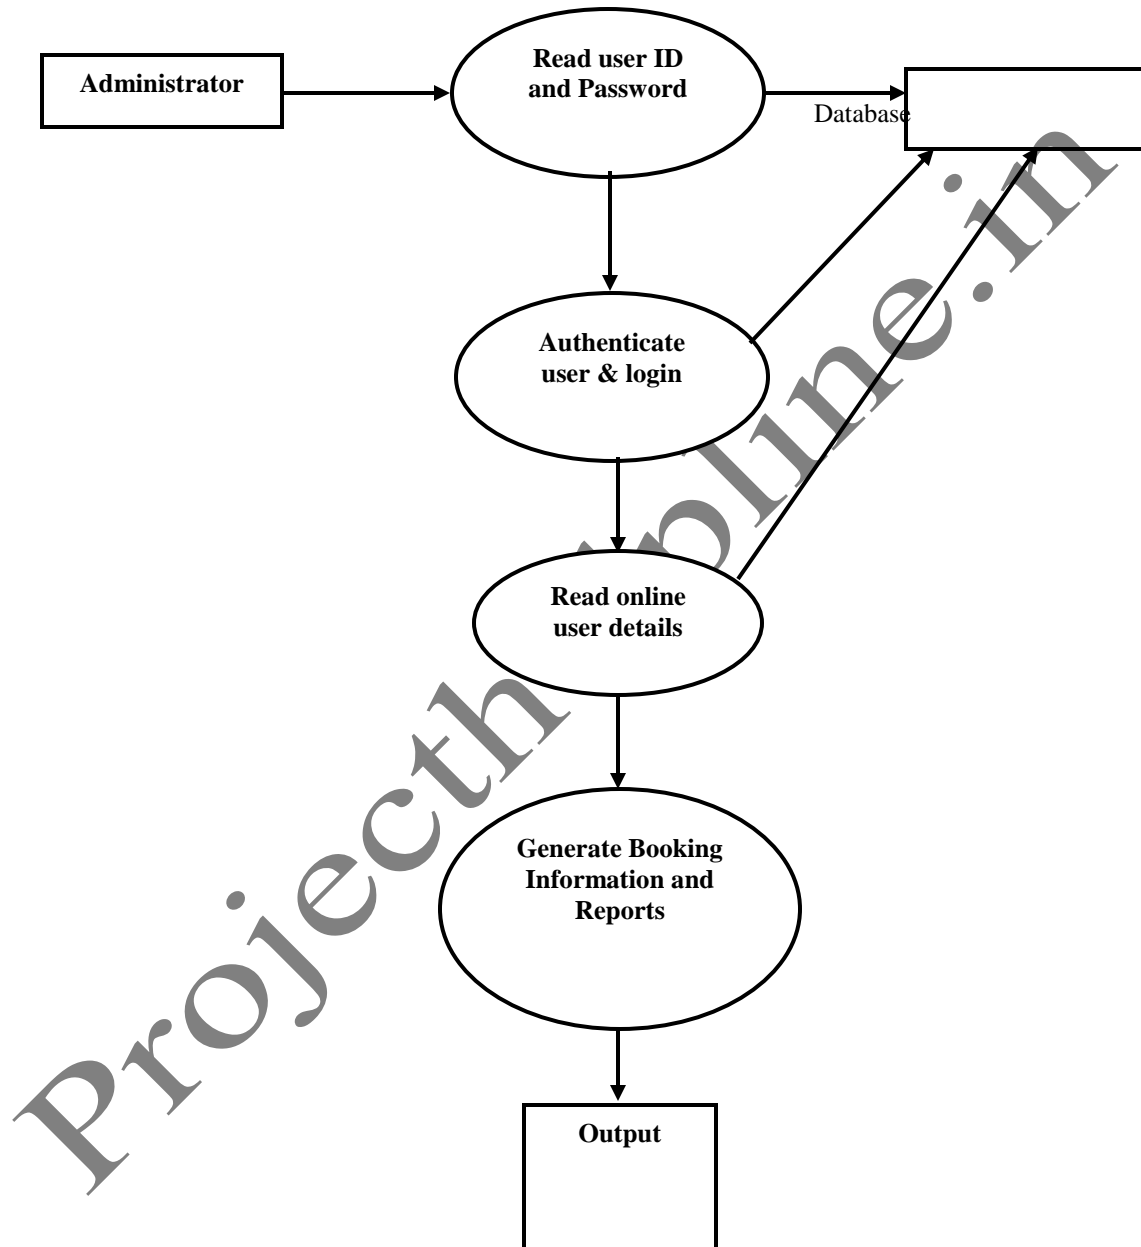 Administrator
Read user ID
and Password
Database
Authenticate
user & login
Read online
user details
Generate Booking
Information and
Reports
Output